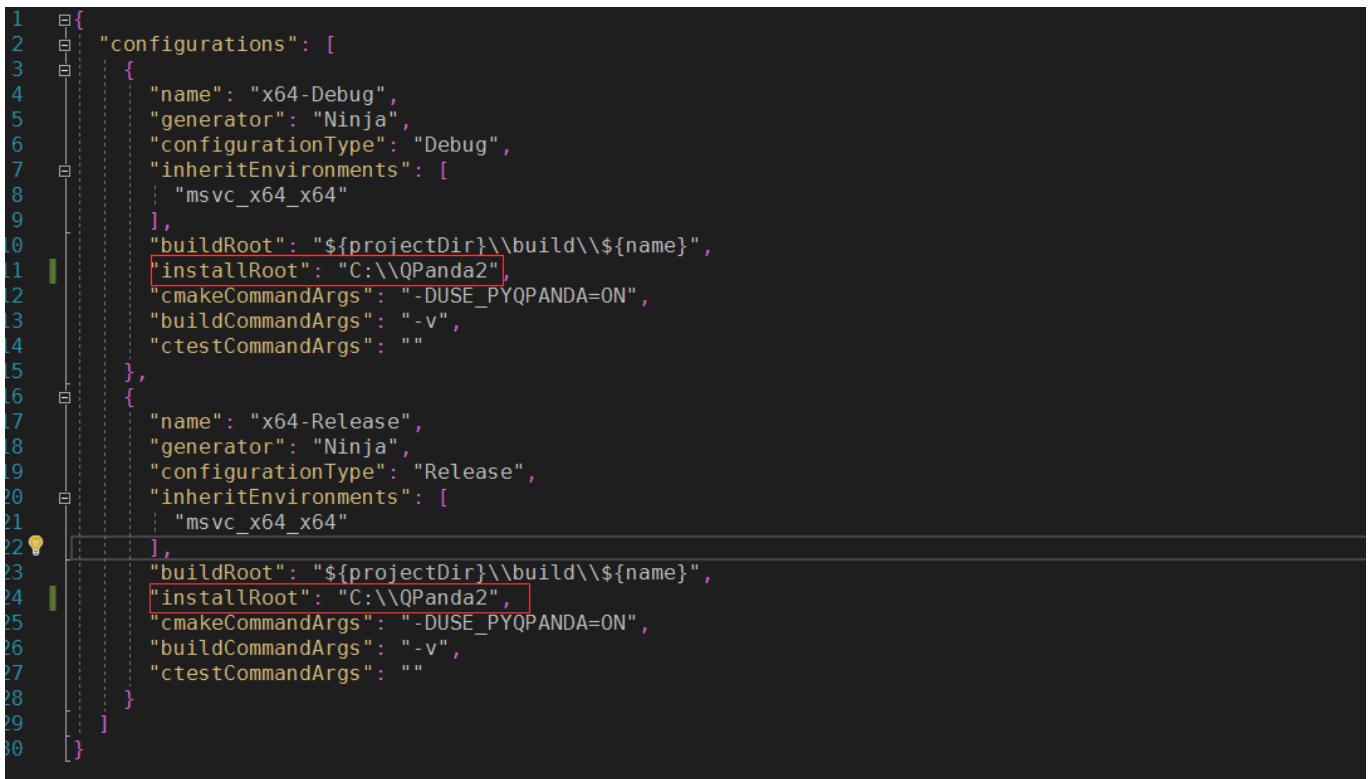 1 {
2 "configurations": [
3 {
4 "name": "x64-Debug",
5 "generator": "Ninja",
6 "configurationType": "Debug",
7 "inheritEnvironments": [
8 "msvc_x64_x64"
9 ],
10 "buildRoot": "${projectDir}\\build\\${name}",
11 "installRoot": "C:\\QPanda2",
12 "cmakeCommandArgs": "-DUSE_PYQPANDA=ON",
13 "buildCommandArgs": "-v",
14 "ctestCommandArgs": ""
15 },
16 {
17 "name": "x64-Release",
18 "generator": "Ninja",
19 "configurationType": "Release",
20 "inheritEnvironments": [
21 "msvc_x64_x64"
22 ],
23 "buildRoot": "${projectDir}\\build\\${name}",
24 "installRoot": "C:\\QPanda2",
25 "cmakeCommandArgs": "-DUSE_PYQPANDA=ON",
26 "buildCommandArgs": "-v",
27 "ctestCommandArgs": ""
28 }
29 ]
30 }